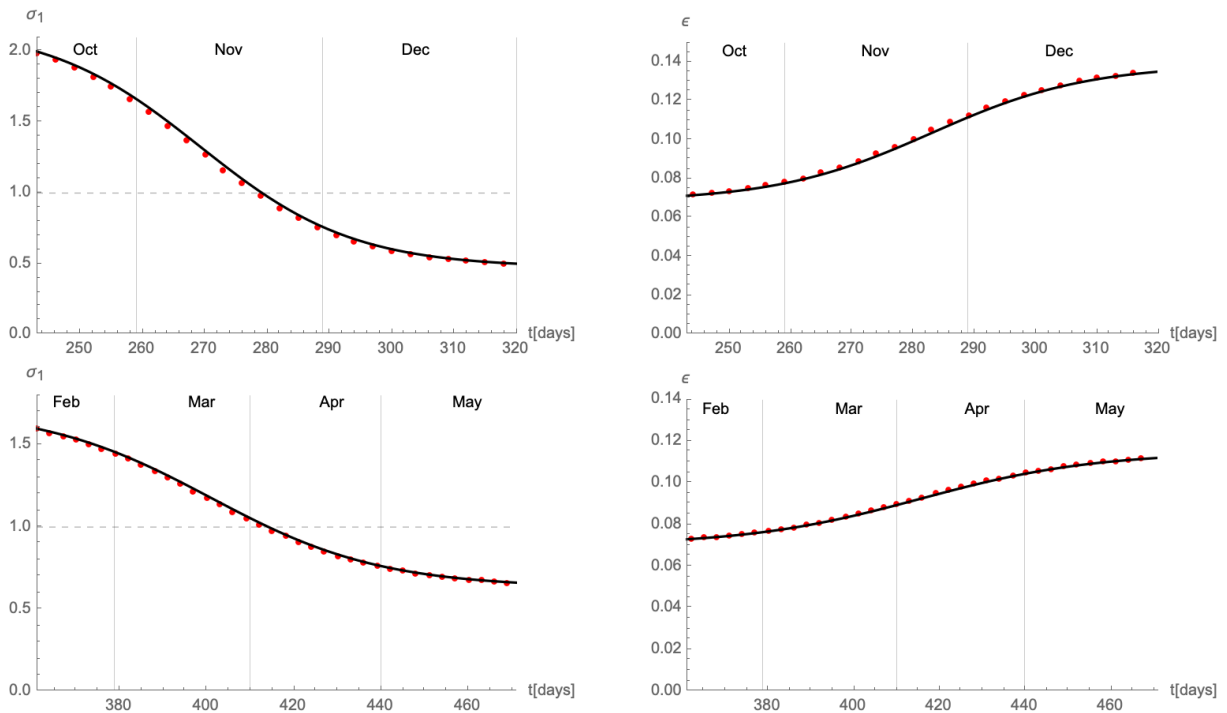 σ1
2.0
1.5
1.0
0.5
0.0
Oct
Nov
Dec
250
260
270
280
290
300
310
320
t[days]
ϵ
0.14
0.12
0.10
0.08
0.06
0.04
0.02
0.00
Oct
Nov
Dec
250
260
270
280
290
300
310
320
t[days]
σ1
1.5
1.0
0.5
0.0
Feb
Mar
Apr
May
380
400
420
440
460
t[days]
ϵ
0.14
0.12
0.10
0.08
0.06
0.04
0.02
0.00
Feb
Mar
Apr
May
380
400
420
440
460
t[days]